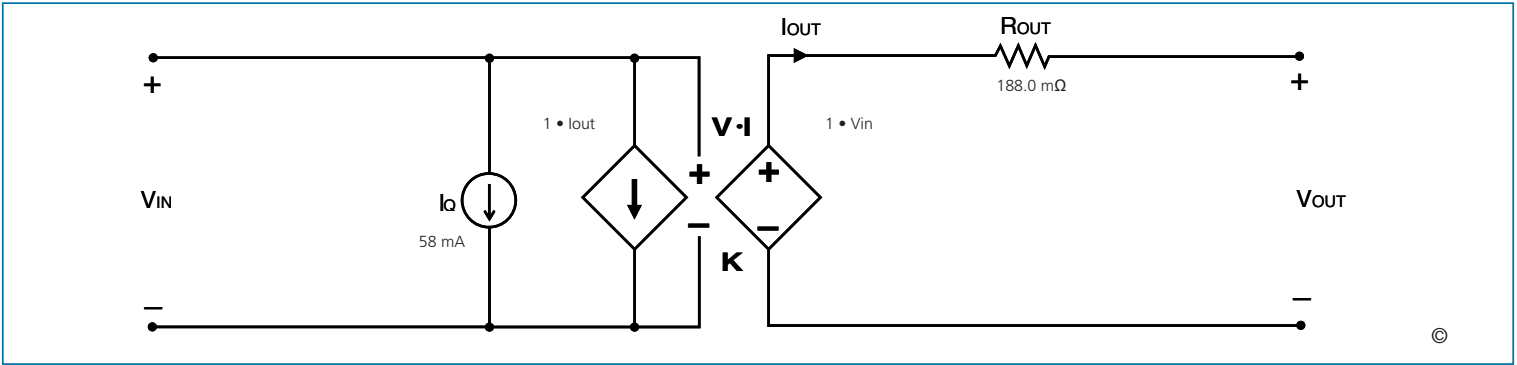 IOUT
ROUT
188.0 mΩ
+
+
1 • Iout
V•I
1 • Vin
+
+
VIN
IQ
VOUT
58 mA
–
–
K
–
–
©